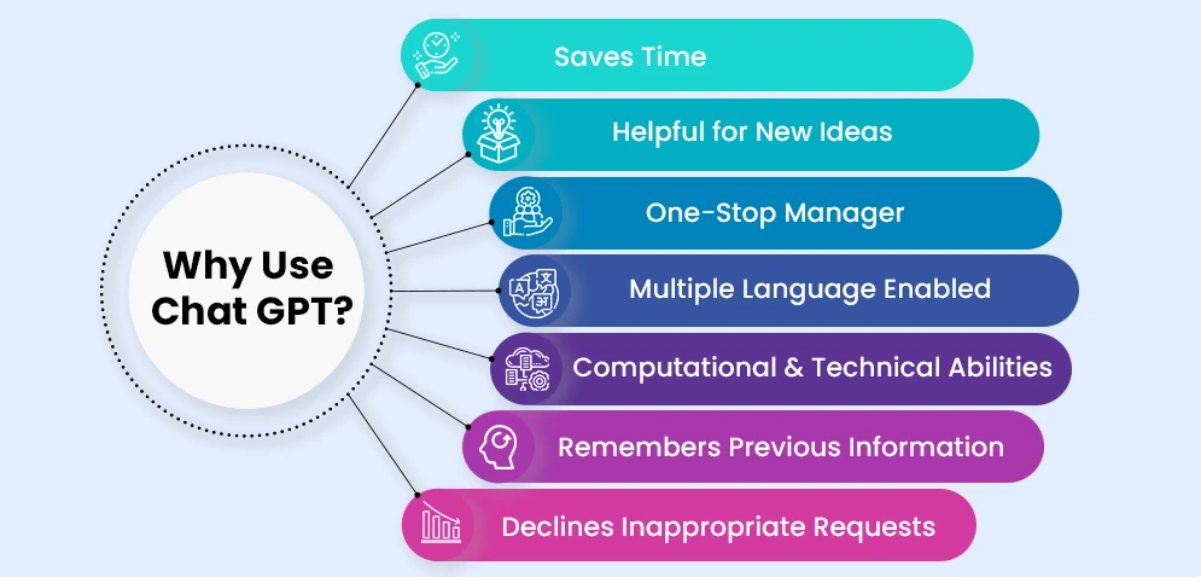 Why Use
Chat GPT?
Saves Time
Helpful for New Ideas
One-Stop Manager
Multiple Language Enabled
Computational & Technical Abilities
Remembers Previous Information
Declines Inappropriate Requests